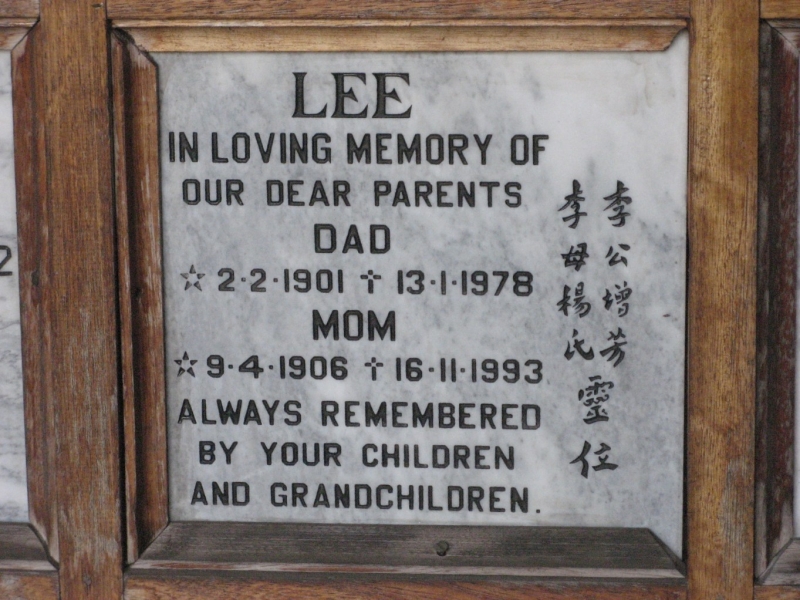 LEE
IN LOVING MEMORY OF
OUR DEAR PARENTS
DAD
☆ 2·2·1901 ✝ 13·1·1978
MOM
☆ 9·4·1906 ✝ 16·11·1993
ALWAYS REMEMBERED
BY YOUR CHILDREN
AND GRANDCHILDREN.
李公增芳
李母楊氏
靈位
2